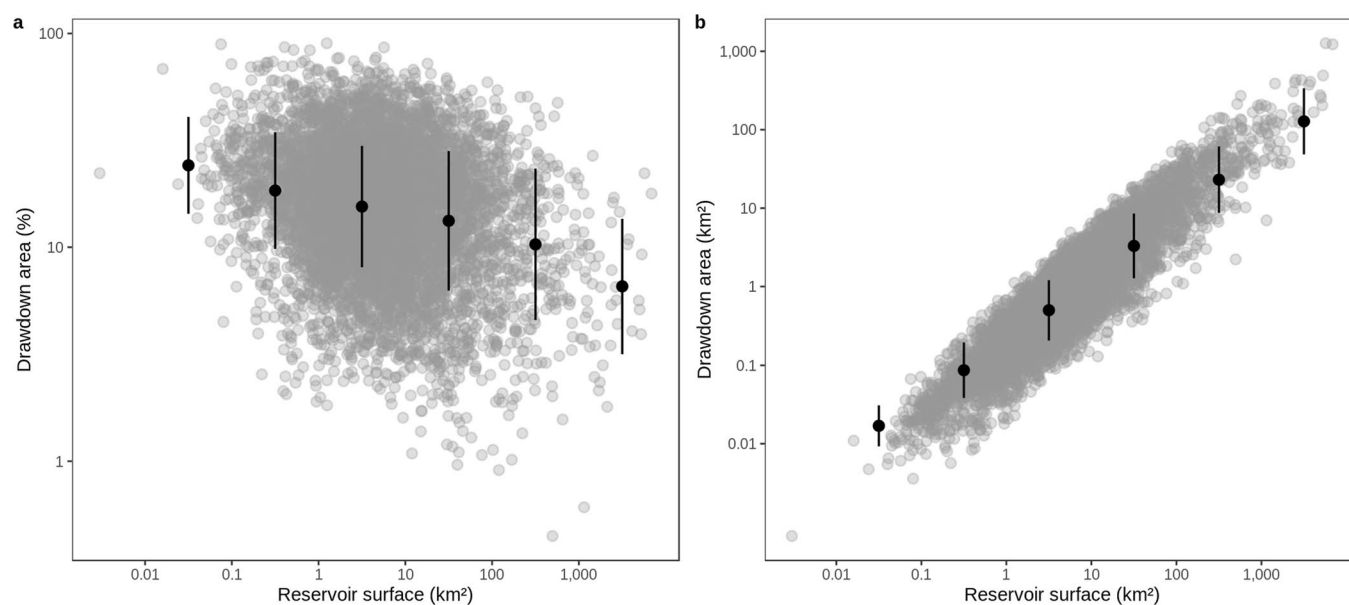 a
100
10
1
Drawdown area (%)
0.01 0.1 1 10 100 1,000
Reservoir surface (km²)
b
1,000
100
10
1
0.1
0.01
Drawdown area (km²)
0.01 0.1 1 10 100 1,000
Reservoir surface (km²)